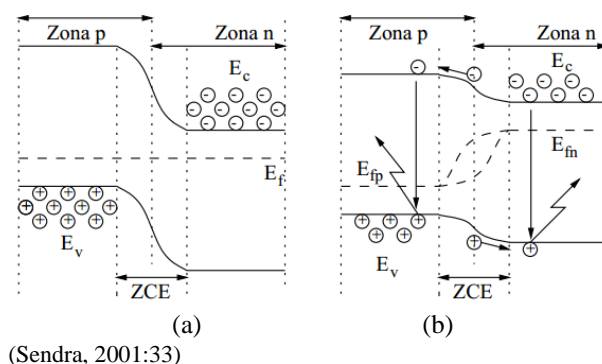 Zona p
Zona n
E_c
E_f
E_v
ZCE
(a)
Zona p
Zona n
E_c
E_fp
E_fn
E_v
ZCE
(b)
(Sendra, 2001:33)